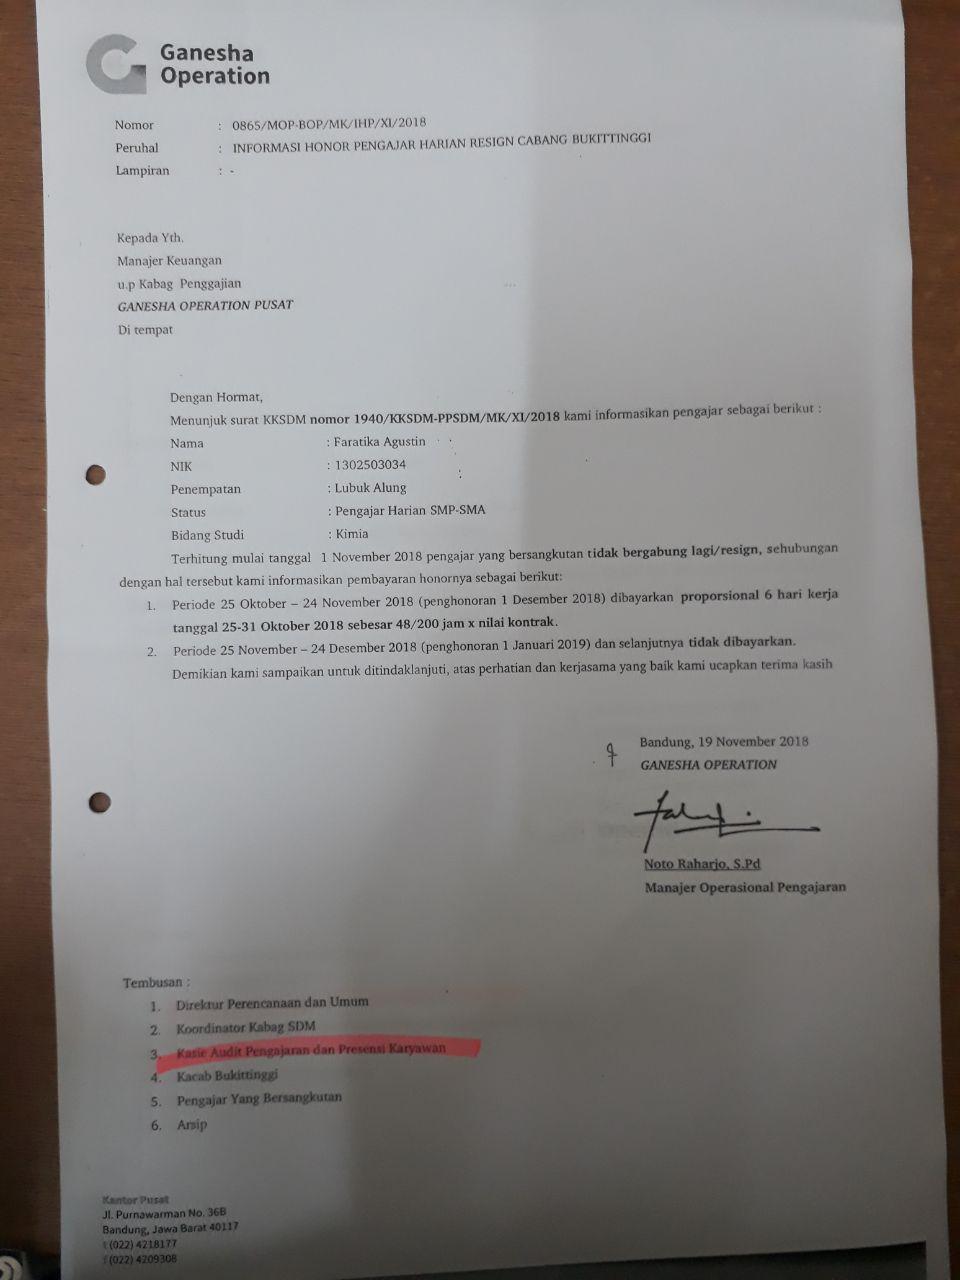 Ganesha
Operation
Nomor : 0865/MOP-BOP/MK/IHP/XI/2018
Peruhal : INFORMASI HONOR PENGAJAR HARIAN RESIGN CABANG BUKITTINGGI
Lampiran : -
Kepada Yth.
Manajer Keuangan
u.p Kabag Penggajian
GANESHA OPERATION PUSAT
Di tempat
Dengan Hormat,
Menunjuk surat KKSDM nomor 1940/KKSDM-PPSDM/MK/XI/2018 kami informasikan pengajar sebagai berikut :
Nama : Faratika Agustin
NIK : 1302503034
Penempatan : Lubuk Alung
Status : Pengajar Harian SMP-SMA
Bidang Studi : Kimia
Terhitung mulai tanggal 1 November 2018 pengajar yang bersangkutan tidak bergabung lagi/resign, sehubungan
dengan hal tersebut kami informasikan pembayaran honornya sebagai berikut:
1. Periode 25 Oktober – 24 November 2018 (penghonoran 1 Desember 2018) dibayarkan proporsional 6 hari kerja
tanggal 25-31 Oktober 2018 sebesar 48/200 jam x nilai kontrak.
2. Periode 25 November – 24 Desember 2018 (penghonoran 1 Januari 2019) dan selanjutnya tidak dibayarkan.
Demikian kami sampaikan untuk ditindaklanjuti, atas perhatian dan kerjasama yang baik kami ucapkan terima kasih
Bandung, 19 November 2018
GANESHA OPERATION
Noto Raharjo, S.Pd
Manajer Operasional Pengajaran
Tembusan :
1. Direktur Perencanaan dan Umum
2. Koordinator Kabag SDM
3. Kasie Audit Pengajaran dan Presensi Karyawan
4. Kacab Bukittinggi
5. Pengajar Yang Bersangkutan
6. Arsip
Kantor Pusat
Jl. Purnawarman No. 36B
Bandung, Jawa Barat 40117
t (022) 4218177
f (022) 4209308